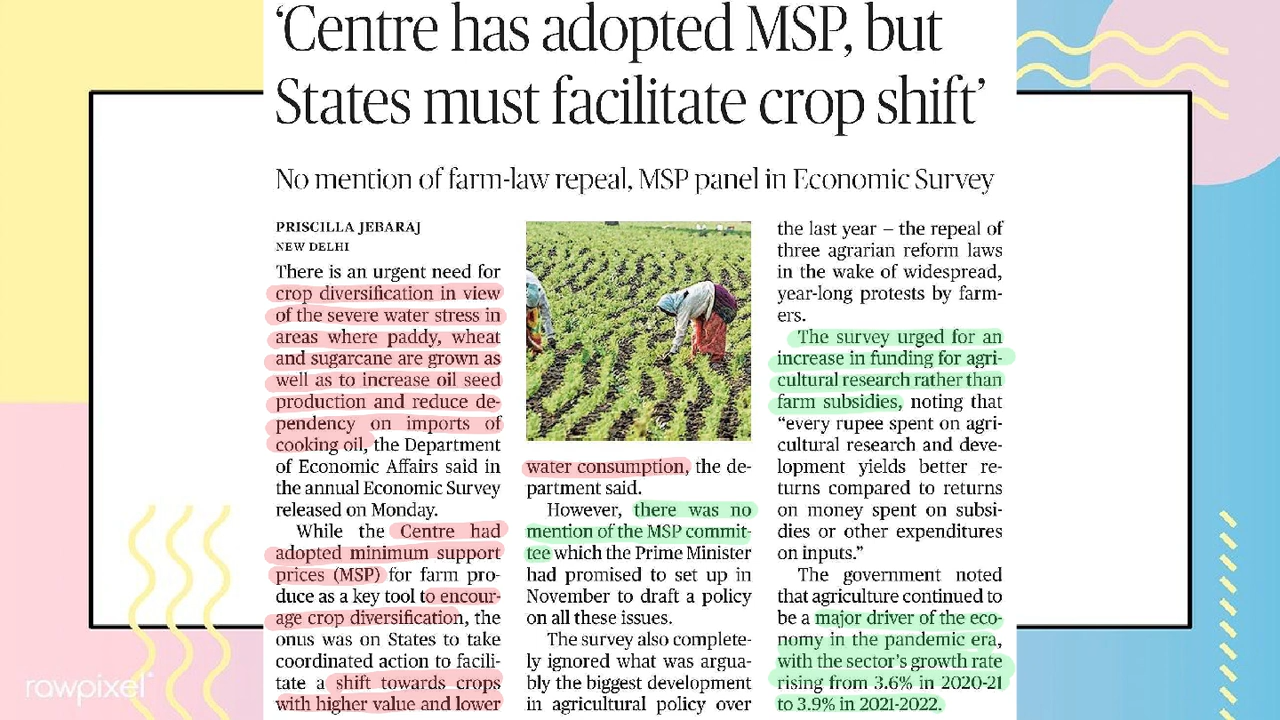 ‘Centre has adopted MSP, but
States must facilitate crop shift’
No mention of farm-law repeal, MSP panel in Economic Survey
PRISCILLA JEBARAJ
NEW DELHI
There is an urgent need for
crop diversification in view
of the severe water stress in
areas where paddy, wheat
and sugarcane are grown as
well as to increase oil seed
production and reduce de-
pendency on imports of
cooking oil, the Department
of Economic Affairs said in
the annual Economic Survey
released on Monday.
While the Centre had
adopted minimum support
prices (MSP) for farm pro-
duce as a key tool to encour-
age crop diversification, the
onus was on States to take
coordinated action to facili-
tate a shift towards crops
with higher value and lower
water consumption, the de-
partment said.
However, there was no
mention of the MSP commit-
tee which the Prime Minister
had promised to set up in
November to draft a policy
on all these issues.
The survey also complete-
ly ignored what was argua-
bly the biggest development
in agricultural policy over
the last year – the repeal of
three agrarian reform laws
in the wake of widespread,
year-long protests by farm-
ers.
The survey urged for an
increase in funding for agri-
cultural research rather than
farm subsidies, noting that
“every rupee spent on agri-
cultural research and deve-
lopment yields better re-
turns compared to returns
on money spent on subsi-
dies or other expenditures
on inputs.”
The government noted
that agriculture continued to
be a major driver of the eco-
nomy in the pandemic era,
with the sector’s growth rate
rising from 3.6% in 2020-21
to 3.9% in 2021-2022.
rawpixel